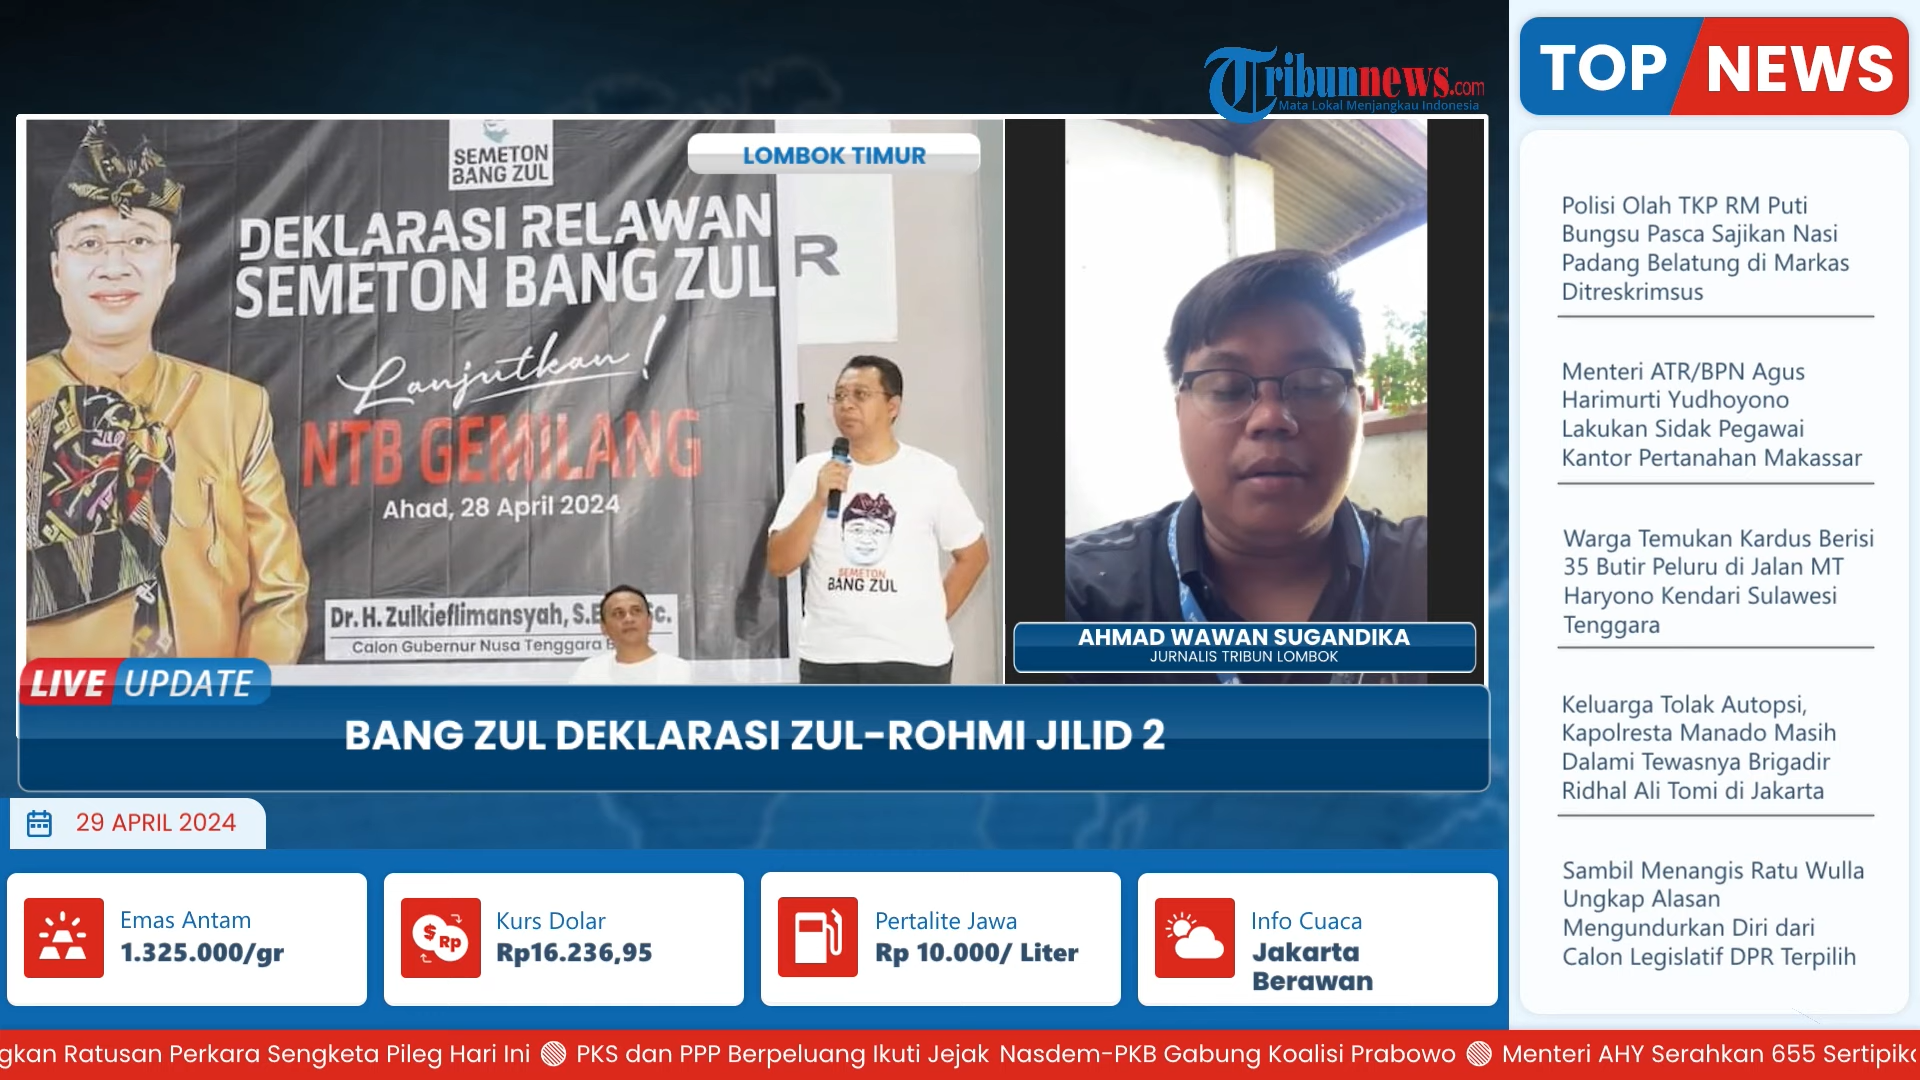 Tribunnews.com
Mata Lokal Menjangkau Indonesia
TOP NEWS
SEMETON
BANG ZUL
LOMBOK TIMUR
DEKLARASI RELAWAN
SEMETON BANG ZUL
R
Lanjutkan!
NTB GEMILANG
Ahad, 28 April 2024
Dr. H. Zulkieflimansyah, S.E
sc.
Calon Gubernur Nusa Tenggara B
SEMETON
BANG ZUL
AHMAD WAWAN SUGANDIKA
JURNALIS TRIBUN LOMBOK
LIVE UPDATE
BANG ZUL DEKLARASI ZUL-ROHMI JILID 2
29 APRIL 2024
Emas Antam
1.325.000/gr
Kurs Dolar
Rp16.236,95
$ Rp
Pertalite Jawa
Rp 10.000/ Liter
Info Cuaca
Jakarta
Berawan
Polisi Olah TKP RM Puti
Bungsu Pasca Sajikan Nasi
Padang Belatung di Markas
Ditreskrimsus
Menteri ATR/BPN Agus
Harimurti Yudhoyono
Lakukan Sidak Pegawai
Kantor Pertanahan Makassar
Warga Temukan Kardus Berisi
35 Butir Peluru di Jalan MT
Haryono Kendari Sulawesi
Tenggara
Keluarga Tolak Autopsi,
Kapolresta Manado Masih
Dalami Tewasnya Brigadir
Ridhal Ali Tomi di Jakarta
Sambil Menangis Ratu Wulla
Ungkap Alasan
Mengundurkan Diri dari
Calon Legislatif DPR Terpilih
gkan Ratusan Perkara Sengketa Pileg Hari Ini PKS dan PPP Berpeluang Ikuti Jejak Nasdem-PKB Gabung Koalisi Prabowo Menteri AHY Serahkan 655 Sertipika